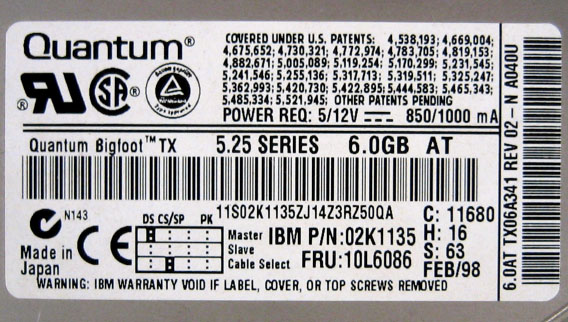 Quantum®
COVERED UNDER U.S. PATENTS: 4,538,193; 4,669,004;
4,675,652; 4,730,321; 4,772,974; 4,783,705; 4,819,153;
4,882,671; 5,005,089; 5,119,254; 5,170,299; 5,231,545;
5,241,546; 5,255,136; 5,317,713; 5,319,511; 5,325,247;
5,362,993; 5,420,730; 5,422,895; 5,444,583; 5,465,343;
5,485,334; 5,521,945; OTHER PATENTS PENDING
POWER REQ: 5/12V 850/1000 mA
Quantum Bigfoot™ TX 5.25 SERIES 6.0GB AT
11S02K1135ZJ14Z3RZ50QA
N143
Made in
Japan
CE
DS CS/SP PK
Master
Slave
Cable Select
IBM P/N:02K1135
FRU:10L6086
C: 11680
H: 16
S: 63
FEB/98
WARNING: IBM WARRANTY VOID IF LABEL, COVER, OR TOP SCREWS REMOVED
6.0AT TX06A341 REV 02-N A040U